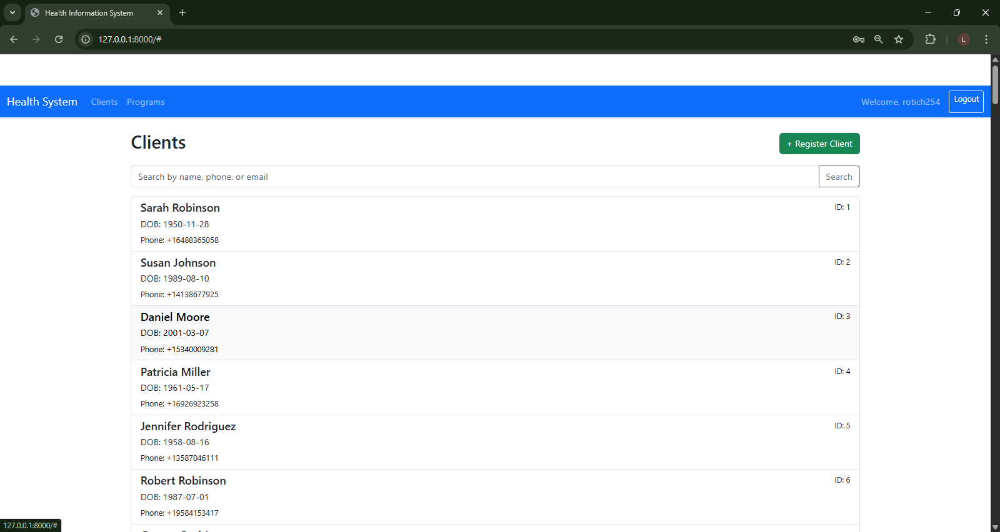 Health Information System
127.0.0.1:8000/#
L
Health System Clients Programs Welcome, rotich254 Logout
Clients
+ Register Client
Search by name, phone, or email Search
Sarah Robinson ID: 1
DOB: 1950-11-28
Phone: +16488365058
Susan Johnson ID: 2
DOB: 1989-08-10
Phone: +14138677925
Daniel Moore ID: 3
DOB: 2001-03-07
Phone: +15340009281
Patricia Miller ID: 4
DOB: 1961-05-17
Phone: +16926923258
Jennifer Rodriguez ID: 5
DOB: 1958-08-16
Phone: +13587046111
Robert Robinson ID: 6
DOB: 1987-07-01
Phone: +19584153417
127.0.0.1:8000/#